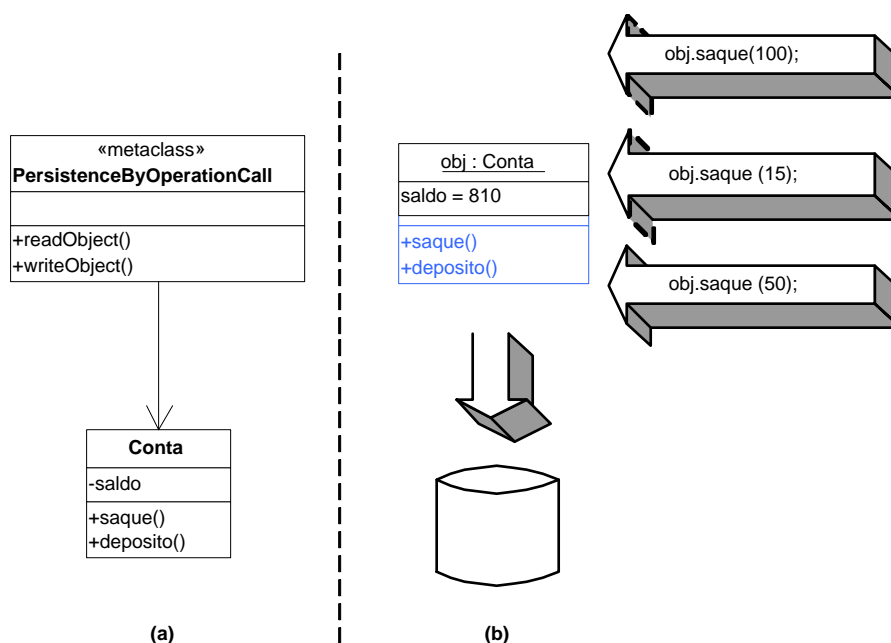 «metaclass»
PersistenceByOperationCall
+readObject()
+writeObject()
Conta
-saldo
+saque()
+deposito()
(a)
obj : Conta
saldo = 810
+saque()
+deposito()
obj.saque(100);
obj.saque (15);
obj.saque (50);
(b)